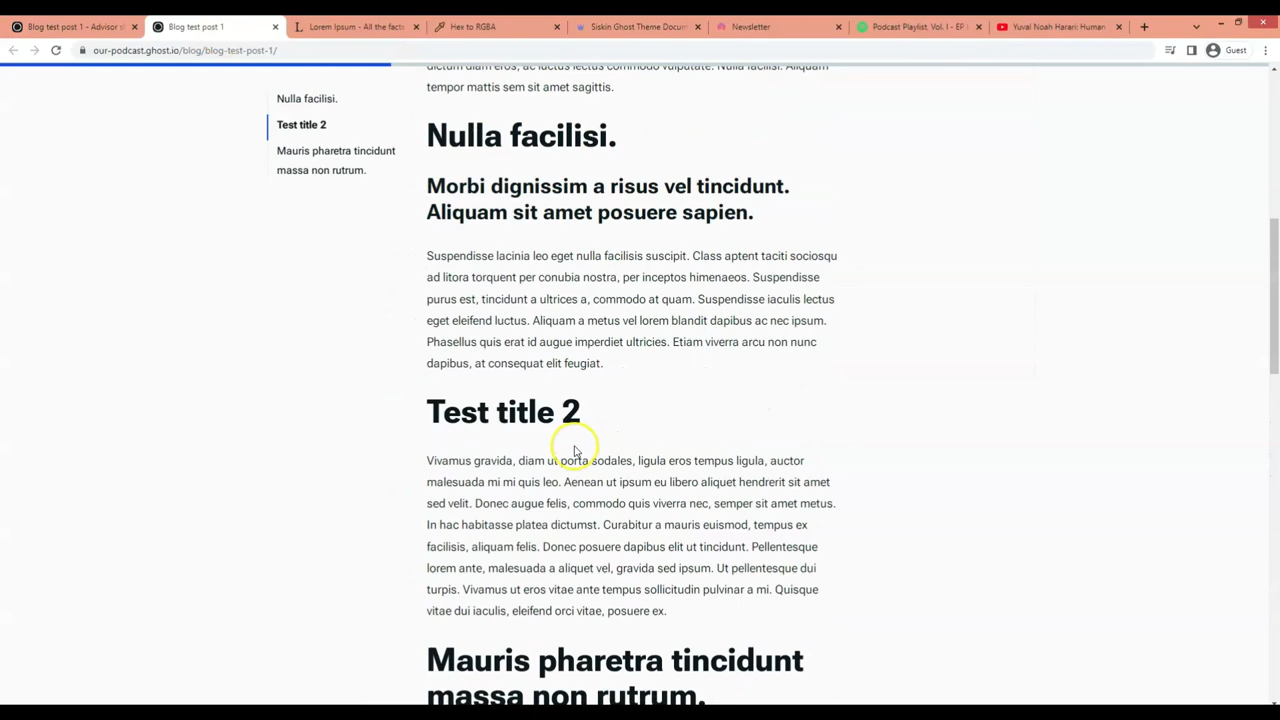 Blog test post 1 - Advisor s
Blog test post 1
Lorem Ipsum - All the facts
Hex to RGBA
Siskin Ghost Theme Docum
Newsletter
Podcast Playlist, Vol. I - EP
Yuval Noah Harari: Human
our-podcast.ghost.io/blog/blog-test-post-1/
Guest
Nulla facilisi.
Test title 2
Mauris pharetra tincidunt
massa non rutrum.
dictum diam eros, ac luctus lectus commodo vulputate. Nulla facilisi. Aliquam
tempor mattis sem sit amet sagittis.
Nulla facilisi.
Morbi dignissim a risus vel tincidunt.
Aliquam sit amet posuere sapien.
Suspendisse lacinia leo eget nulla facilisis suscipit. Class aptent taciti sociosqu
ad litora torquent per conubia nostra, per inceptos himenaeos. Suspendisse
purus est, tincidunt a ultrices a, commodo at quam. Suspendisse iaculis lectus
eget eleifend luctus. Aliquam a metus vel lorem blandit dapibus ac nec ipsum.
Phasellus quis erat id augue imperdiet ultricies. Etiam viverra arcu non nunc
dapibus, at consequat elit feugiat.
Test title 2
Vivamus gravida, diam ut porta sodales, ligula eros tempus ligula, auctor
malesuada mi mi quis leo. Aenean ut ipsum eu libero aliquet hendrerit sit amet
sed velit. Donec augue felis, commodo quis viverra nec, semper sit amet metus.
In hac habitasse platea dictumst. Curabitur a mauris euismod, tempus ex
facilisis, aliquam felis. Donec posuere dapibus elit ut tincidunt. Pellentesque
lorem ante, malesuada a aliquet vel, gravida sed ipsum. Ut pellentesque dui
turpis. Vivamus ut eros vitae ante tempus sollicitudin pulvinar a mi. Quisque
vitae dui iaculis, eleifend orci vitae, posuere ex.
Mauris pharetra tincidunt
massa non rutrum.